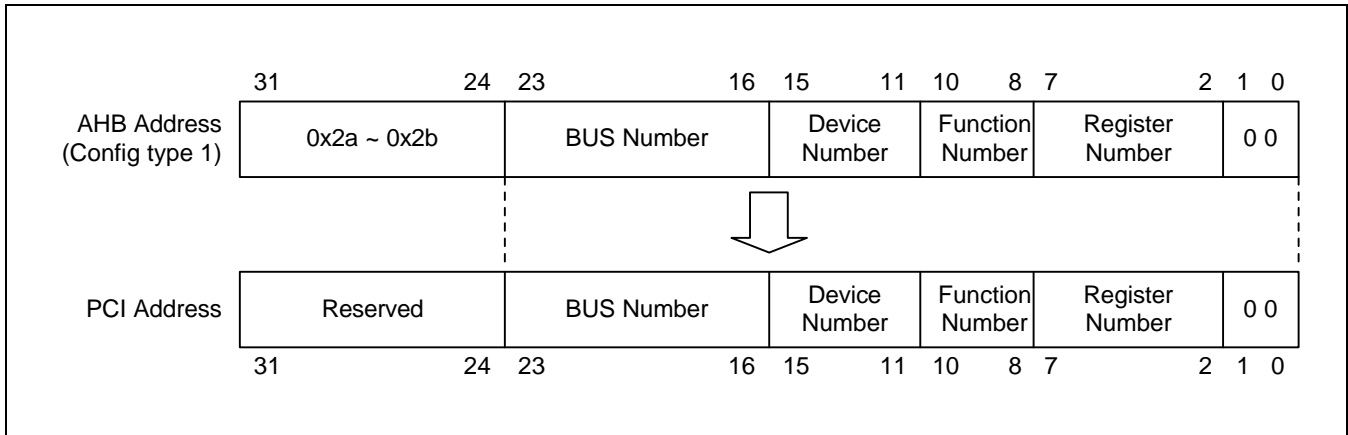 31 24 23 16 15 11 10 8 7 2 1 0
AHB Address
(Config type 1)
0x2a ~ 0x2b
BUS Number
Device
Number
Function
Number
Register
Number
0 0
PCI Address
Reserved
BUS Number
Device
Number
Function
Number
Register
Number
0 0
31 24 23 16 15 11 10 8 7 2 1 0